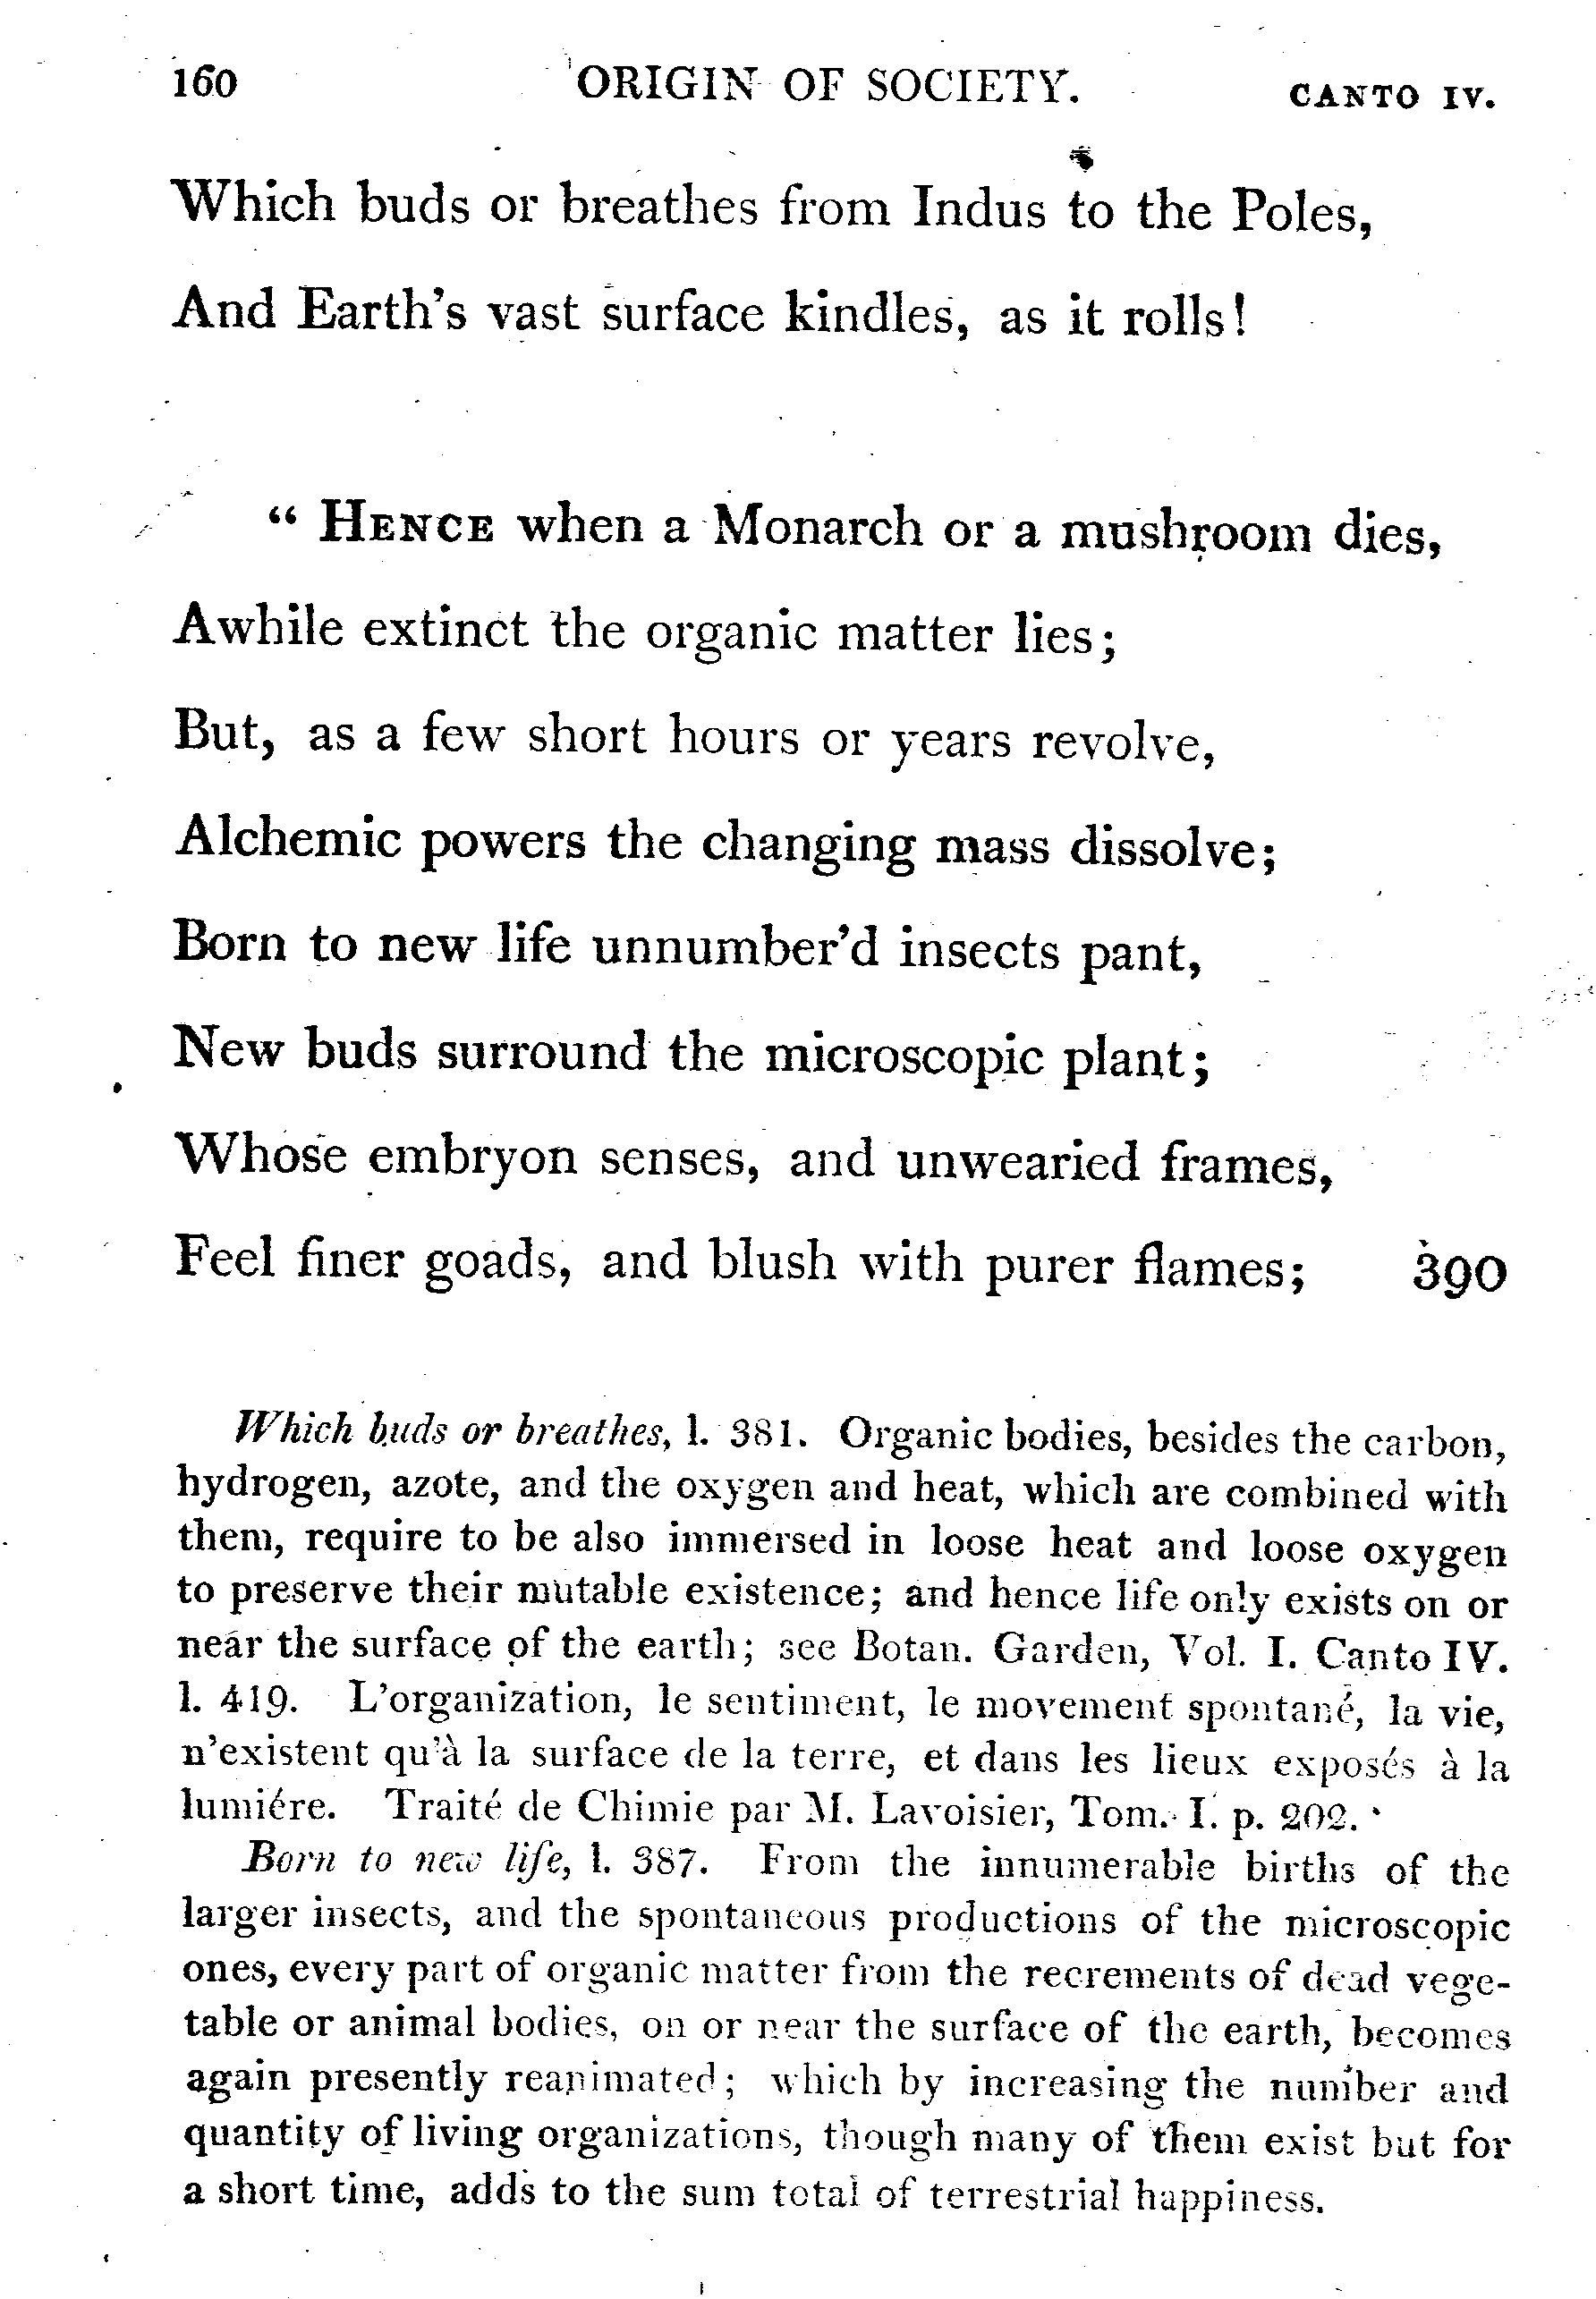 160 ORIGIN OF SOCIETY. CANTO IV.
Which buds or breathes from Indus to the Poles,
And Earth's vast surface kindles, as it rolls!
“ HENCE when a Monarch or a mushroom dies,
Awhile extinct the organic matter lies;
But, as a few short hours or years revolve,
Alchemic powers the changing mass dissolve;
Born to new life unnumber'd insects pant,
New buds surround the microscopic plant;
Whose embryon senses, and unwearied frames,
Feel finer goads, and blush with purer flames; 390
Which buds or breathes, l. 381. Organic bodies, besides the carbon,
hydrogen, azote, and the oxygen and heat, which are combined with
them, require to be also immersed in loose heat and loose oxygen
to preserve their mutable existence; and hence life only exists on or
near the surface of the earth; see Botan. Garden, Vol. I. Canto IV.
l. 419. L'organization, le sentiment, le movement spontané, la vie,
n'existent qu'à la surface de la terre, et dans les lieux exposés à la
lumiére. Traité de Chimie par M. Lavoisier, Tom. I. p. 202.
Born to new life, l. 387. From the innumerable births of the
larger insects, and the spontaneous productions of the microscopic
ones, every part of organic matter from the recrements of dead vege-
table or animal bodies, on or near the surface of the earth, becomes
again presently reanimated; which by increasing the number and
quantity of living organizations, though many of them exist but for
a short time, adds to the sum total of terrestrial happiness.